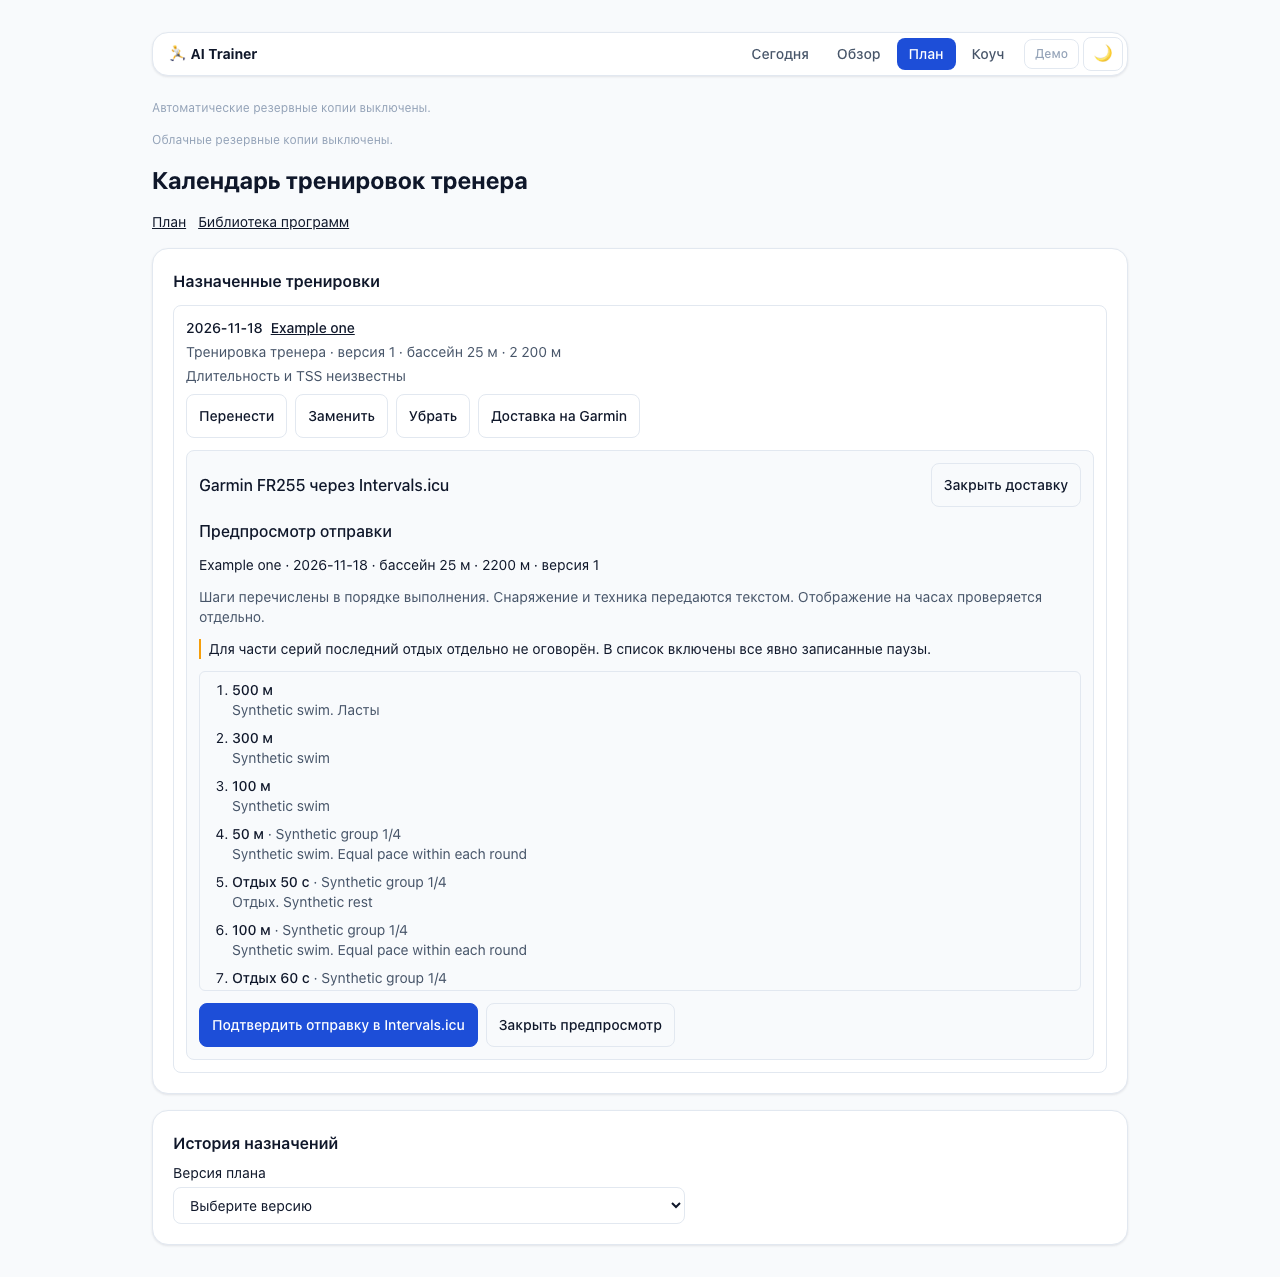 AI Trainer
Сегодня
Обзор
План
Коуч
Демо
Автоматические резервные копии выключены.
Облачные резервные копии выключены.
Календарь тренировок тренера
План Библиотека программ
Назначенные тренировки
2026-11-18 Example one
Тренировка тренера · версия 1 · бассейн 25 м · 2 200 м
Длительность и TSS неизвестны
Перенести
Заменить
Убрать
Доставка на Garmin
Garmin FR255 через Intervals.icu
Закрыть доставку
Предпросмотр отправки
Example one · 2026-11-18 · бассейн 25 м · 2200 м · версия 1
Шаги перечислены в порядке выполнения. Снаряжение и техника передаются текстом. Отображение на часах проверяется
отдельно.
Для части серий последний отдых отдельно не оговорён. В список включены все явно записанные паузы.
1. 500 м
Synthetic swim. Ласты
2. 300 м
Synthetic swim
3. 100 м
Synthetic swim
4. 50 м · Synthetic group 1/4
Synthetic swim. Equal pace within each round
5. Отдых 50 с · Synthetic group 1/4
Отдых. Synthetic rest
6. 100 м · Synthetic group 1/4
Synthetic swim. Equal pace within each round
7. Отдых 60 с · Synthetic group 1/4
Подтвердить отправку в Intervals.icu
Закрыть предпросмотр
История назначений
Версия плана
Выберите версию